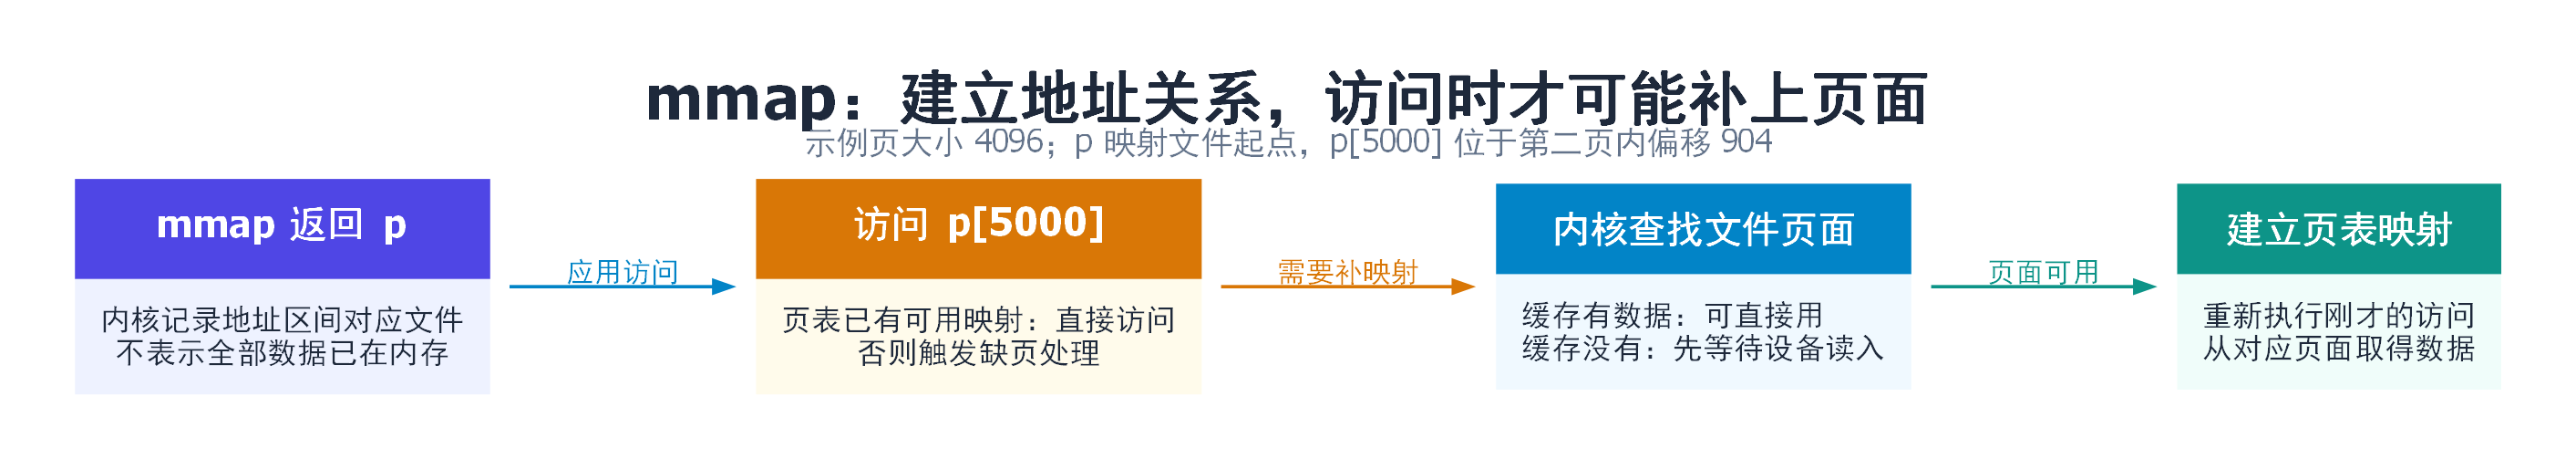 mmap：建立地址关系，访问时才可能补上页面
示例页大小 4096；p 映射文件起点，p[5000] 位于第二页内偏移 904
mmap 返回 p
内核记录地址区间对应文件
不表示全部数据已在内存
应用访问
访问 p[5000]
页表已有可用映射：直接访问
否则触发缺页处理
需要补映射
内核查找文件页面
缓存有数据：可直接用
缓存没有：先等待设备读入
页面可用
建立页表映射
重新执行刚才的访问
从对应页面取得数据